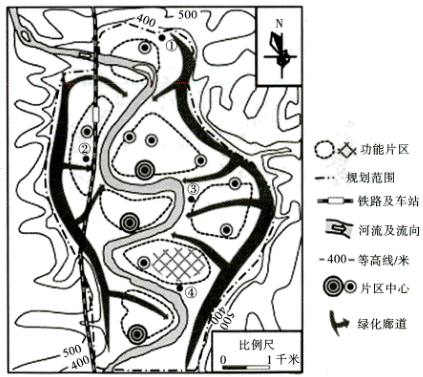 400
500
①
N
②
③
④
400
500
500
400
比例尺
0 1 千米
功能片区
规划范围
铁路及车站
河流及流向
-400- 等高线/米
片区中心
绿化廊道